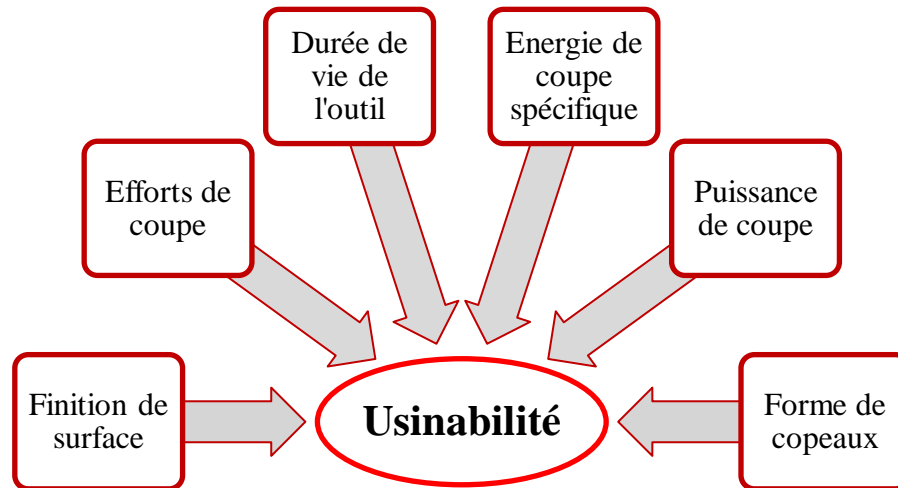 Durée de
vie de
l'outil
Energie de
coupe
spécifique
Efforts de
coupe
Puissance
de coupe
Finition de
surface
Usinabilité
Forme de
copeaux